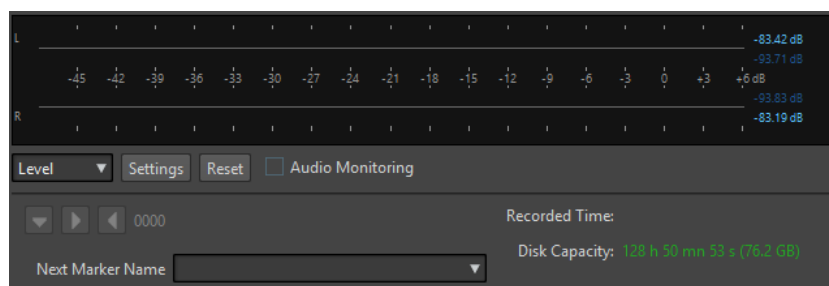 L -83.42 dB
-93.71 dB
-45 -42 -39 -36 -33 -30 -27 -24 -21 -18 -15 -12 -9 -6 -3 0 +3 +6 dB
-93.83 dB
R -83.19 dB
Level Settings Reset Audio Monitoring
0000 Recorded Time:
Disk Capacity: 128 h 50 mn 53 s (76.2 GB)
Next Marker Name